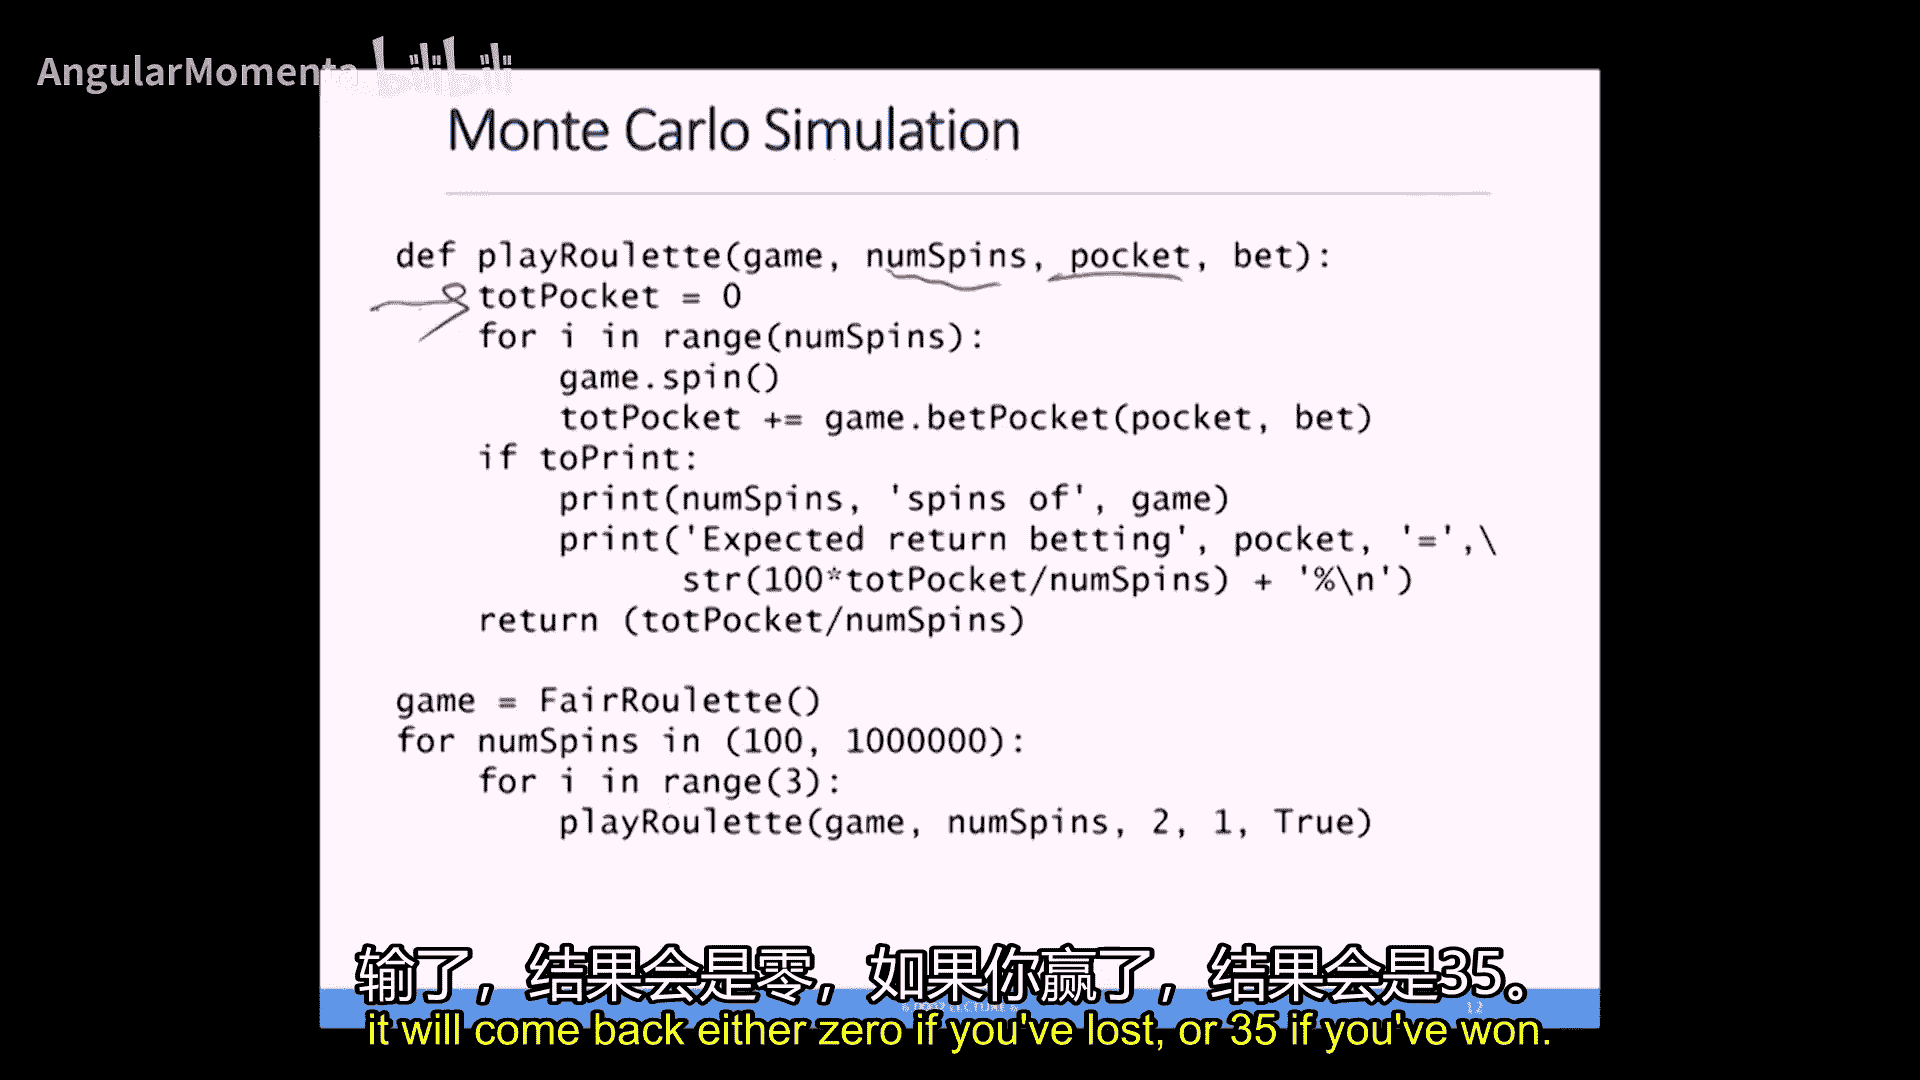 AngularMomenta bilibili
Monte Carlo Simulation
def playRoulette(game, numSpins, pocket, bet):
    totPocket = 0
    for i in range(numSpins):
        game.spin()
        totPocket += game.betPocket(pocket, bet)
    if toPrint:
        print(numSpins, 'spins of', game)
        print('Expected return betting', pocket, '=',\
              str(100*totPocket/numSpins) + '%\n')
    return (totPocket/numSpins)
game = FairRoulette()
for numSpins in (100, 1000000):
    for i in range(3):
        playRoulette(game, numSpins, 2, 1, True)
输了，结果会是零，如果你赢了，结果会是35。
12
it will come back either zero if you've lost, or 35 if you've won.